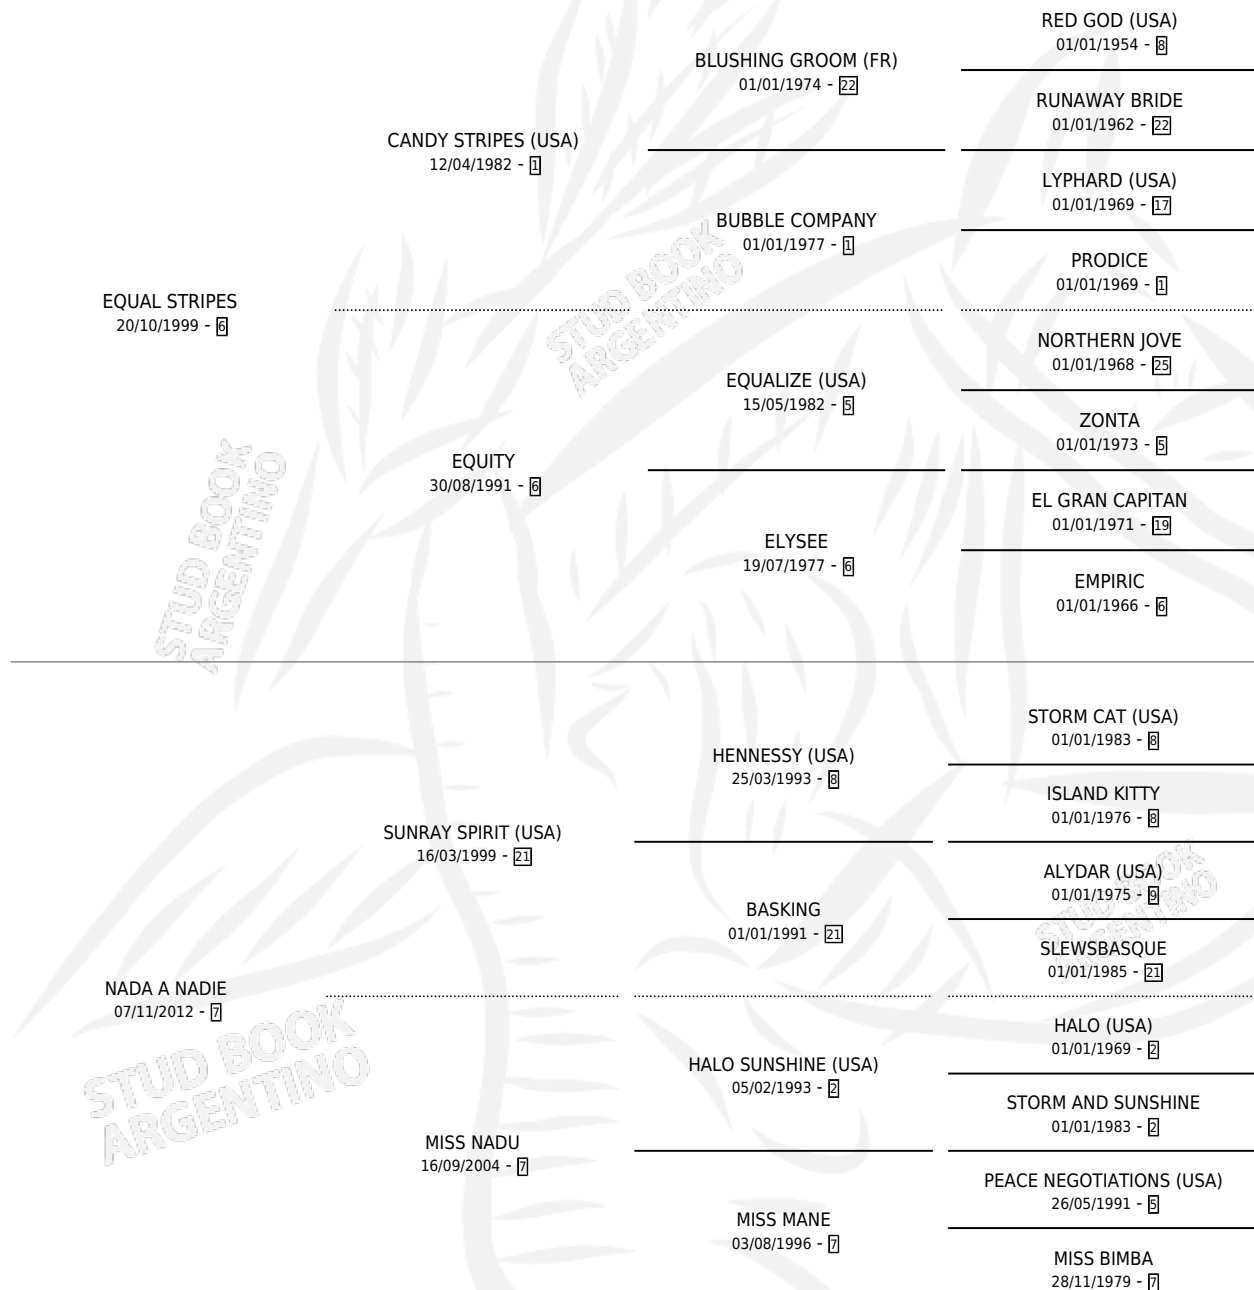 RED GOD (USA)
01/01/1954 - 8
BLUSHING GROOM (FR)
01/01/1974 - 22
RUNAWAY BRIDE
01/01/1962 - 22
CANDY STRIPES (USA)
12/04/1982 - 1
LYPHARD (USA)
01/01/1969 - 17
BUBBLE COMPANY
01/01/1977 - 1
PRODICE
01/01/1969 - 1
EQUAL STRIPES
20/10/1999 - 6
NORTHERN JOVE
01/01/1968 - 25
EQUALIZE (USA)
15/05/1982 - 5
ZONTA
01/01/1973 - 5
EQUITY
30/08/1991 - 6
EL GRAN CAPITAN
01/01/1971 - 19
ELYSEE
19/07/1977 - 6
EMPIRIC
01/01/1966 - 6
STORM CAT (USA)
01/01/1983 - 8
HENNESSY (USA)
25/03/1993 - 8
ISLAND KITTY
01/01/1976 - 8
SUNRAY SPIRIT (USA)
16/03/1999 - 21
ALYDAR (USA)
01/01/1975 - 9
BASKING
01/01/1991 - 21
SLEWSBASQUE
01/01/1985 - 21
NADA A NADIE
07/11/2012 - 7
HALO (USA)
01/01/1969 - 2
HALO SUNSHINE (USA)
05/02/1993 - 2
STORM AND SUNSHINE
01/01/1983 - 2
MISS NADU
16/09/2004 - 7
PEACE NEGOTIATIONS (USA)
26/05/1991 - 5
MISS MANE
03/08/1996 - 7
MISS BIMBA
28/11/1979 - 7
STUD BOOK
ARGENTINO
STUD BOOK
ARGENTINO
STUD BOOK
ARGENTINO
STUD BOOK
ARGENTINO